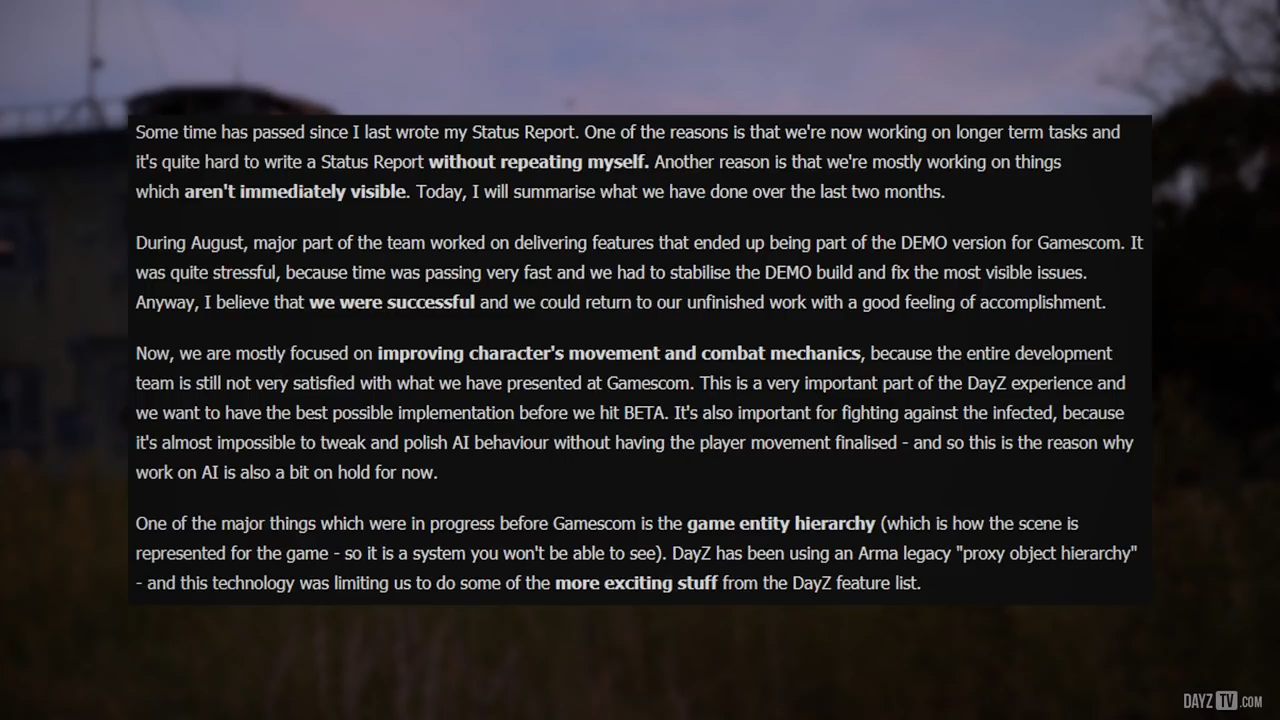 Some time has passed since I last wrote my Status Report. One of the reasons is that we're now working on longer term tasks and
it's quite hard to write a Status Report without repeating myself. Another reason is that we're mostly working on things
which aren't immediately visible. Today, I will summarise what we have done over the last two months.
During August, major part of the team worked on delivering features that ended up being part of the DEMO version for Gamescom. It
was quite stressful, because time was passing very fast and we had to stabilise the DEMO build and fix the most visible issues.
Anyway, I believe that we were successful and we could return to our unfinished work with a good feeling of accomplishment.
Now, we are mostly focused on improving character's movement and combat mechanics, because the entire development
team is still not very satisfied with what we have presented at Gamescom. This is a very important part of the DayZ experience and
we want to have the best possible implementation before we hit BETA. It's also important for fighting against the infected, because
it's almost impossible to tweak and polish AI behaviour without having the player movement finalised - and so this is the reason why
work on AI is also a bit on hold for now.
One of the major things which were in progress before Gamescom is the game entity hierarchy (which is how the scene is
represented for the game - so it is a system you won't be able to see). DayZ has been using an Arma legacy "proxy object hierarchy"
- and this technology was limiting us to do some of the more exciting stuff from the DayZ feature list.
DAYZ TV .COM